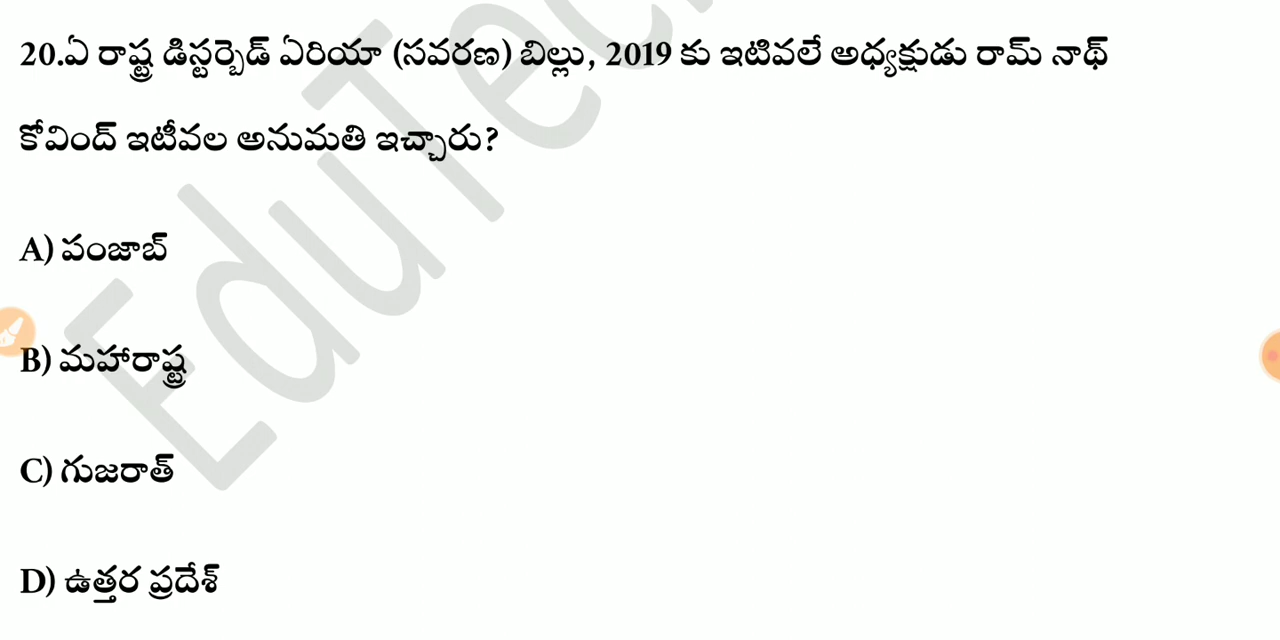 20.ఏ రాష్ట్ర డిస్టర్బెడ్ ఏరియా (సవరణ) బిల్లు, 2019 కు ఇటివలే అధ్యక్షుడు రామ్ నాథ్
కోవింద్ ఇటీవల అనుమతి ఇచ్చారు?
A) పంజాబ్
B) మహారాష్ట్ర
C) గుజరాత్
D) ఉత్తర ప్రదేశ్